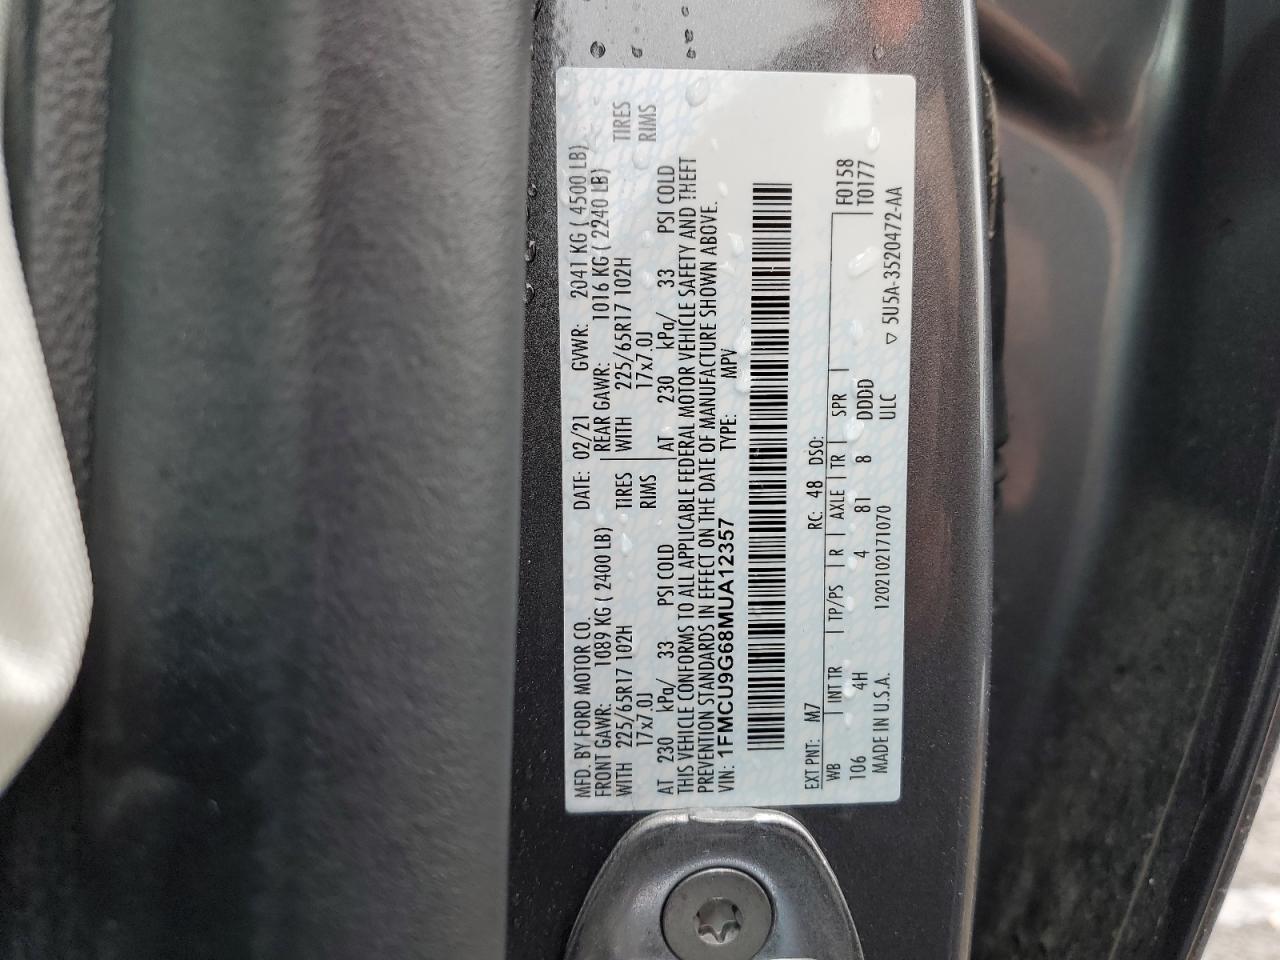 MFD. BY FORD MOTOR CO. DATE: 02/21 GVWR: 2041 KG ( 4500 LB)
FRONT GAWR: 1089 KG ( 2400 LB) REAR GAWR: 1016 KG ( 2240 LB)
WITH 225/65R17 102H TIRES WITH 225/65R17 102H TIRES
17x7.0J RIMS 17x7.0J RIMS
AT 230 kPa/ 33 PSI COLD AT 230 kPa/ 33 PSI COLD
THIS VEHICLE CONFORMS TO ALL APPLICABLE FEDERAL MOTOR VEHICLE SAFETY AND THEFT
PREVENTION STANDARDS IN EFFECT ON THE DATE OF MANUFACTURE SHOWN ABOVE.
VIN: 1FMCU9G68MUA12357 TYPE: MPV
EXT PNT: M7 RC: 48 DSO:
WB INT TR TP/PS R AXLE TR SPR F0158
106 4H 4 81 8 DDDD T0177
MADE IN U.S.A. 1202102171070 ULC ▽ 5U5A-3520472-AA